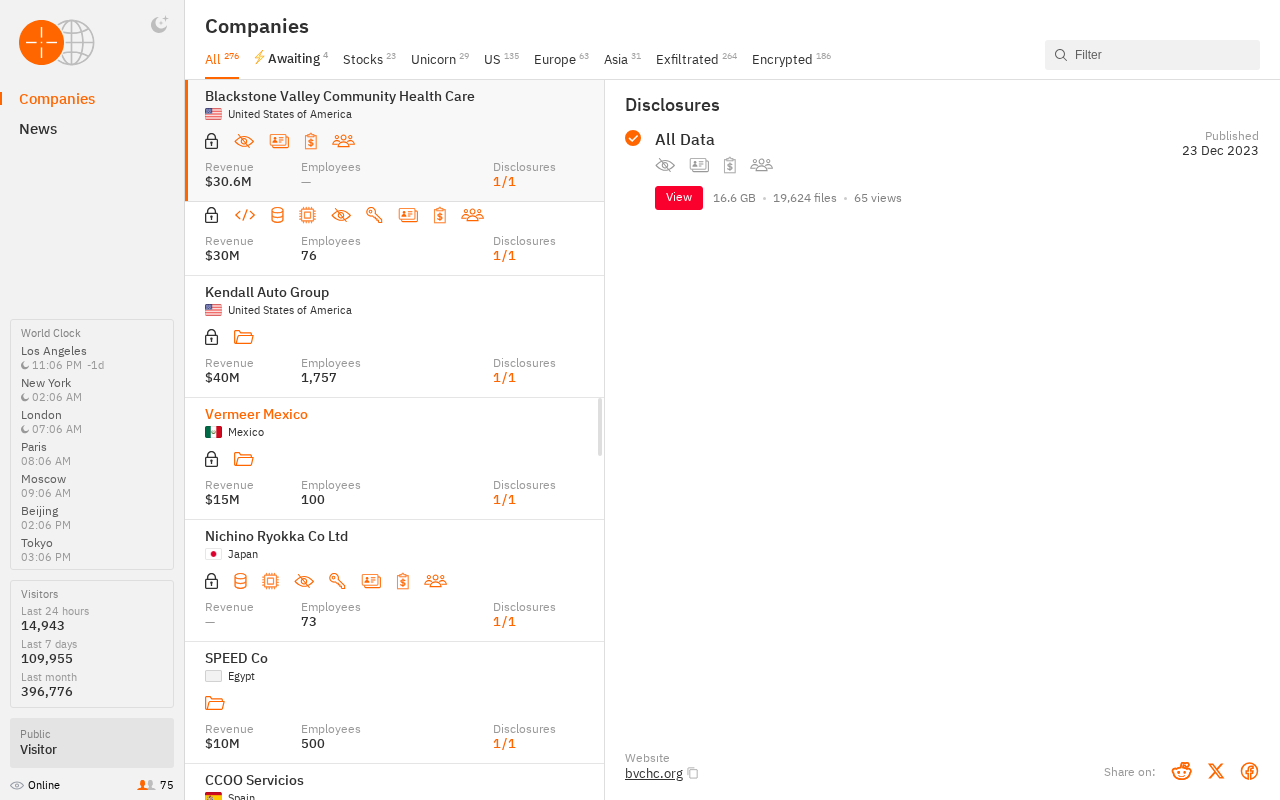 Companies
News
World Clock
Los Angeles
11:06 PM -1d
New York
02:06 AM
London
07:06 AM
Paris
08:06 AM
Moscow
09:06 AM
Beijing
02:06 PM
Tokyo
03:06 PM
Visitors
Last 24 hours
14,943
Last 7 days
109,955
Last month
396,776
Public
Visitor
Online 75
Companies
All 276 Awaiting 4 Stocks 23 Unicorn 29 US 135 Europe 63 Asia 31 Exfiltrated 264 Encrypted 186
Filter
Blackstone Valley Community Health Care
United States of America
Revenue Employees Disclosures
$30.6M — 1/1
Revenue Employees Disclosures
$30M 76 1/1
Kendall Auto Group
United States of America
Revenue Employees Disclosures
$40M 1,757 1/1
Vermeer Mexico
Mexico
Revenue Employees Disclosures
$15M 100 1/1
Nichino Ryokka Co Ltd
Japan
Revenue Employees Disclosures
— 73 1/1
SPEED Co
Egypt
Revenue Employees Disclosures
$10M 500 1/1
CCOO Servicios
Spain
Disclosures
All Data
Published
23 Dec 2023
View 16.6 GB • 19,624 files • 65 views
Website
bvchc.org
Share on: